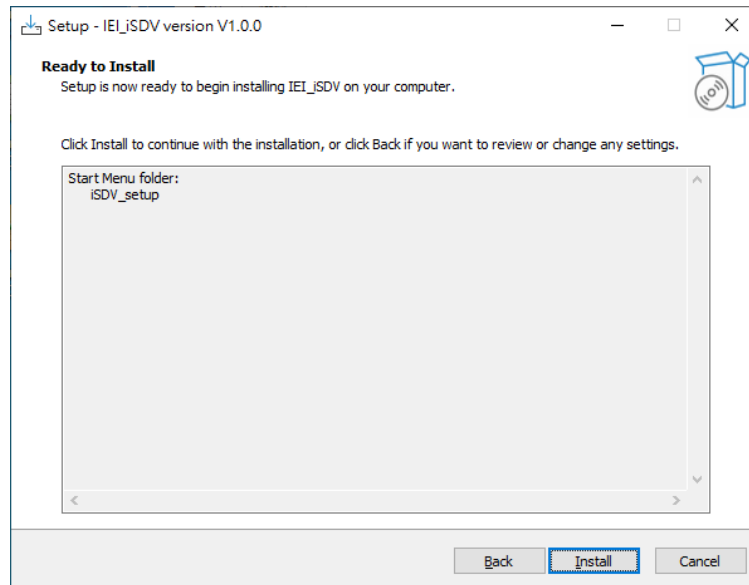 Setup - IEI_iSDV version V1.0.0
Ready to Install
Setup is now ready to begin installing IEI_iSDV on your computer.
Click Install to continue with the installation, or click Back if you want to review or change any settings.
Start Menu folder:
iSDV_setup
Back
Install
Cancel